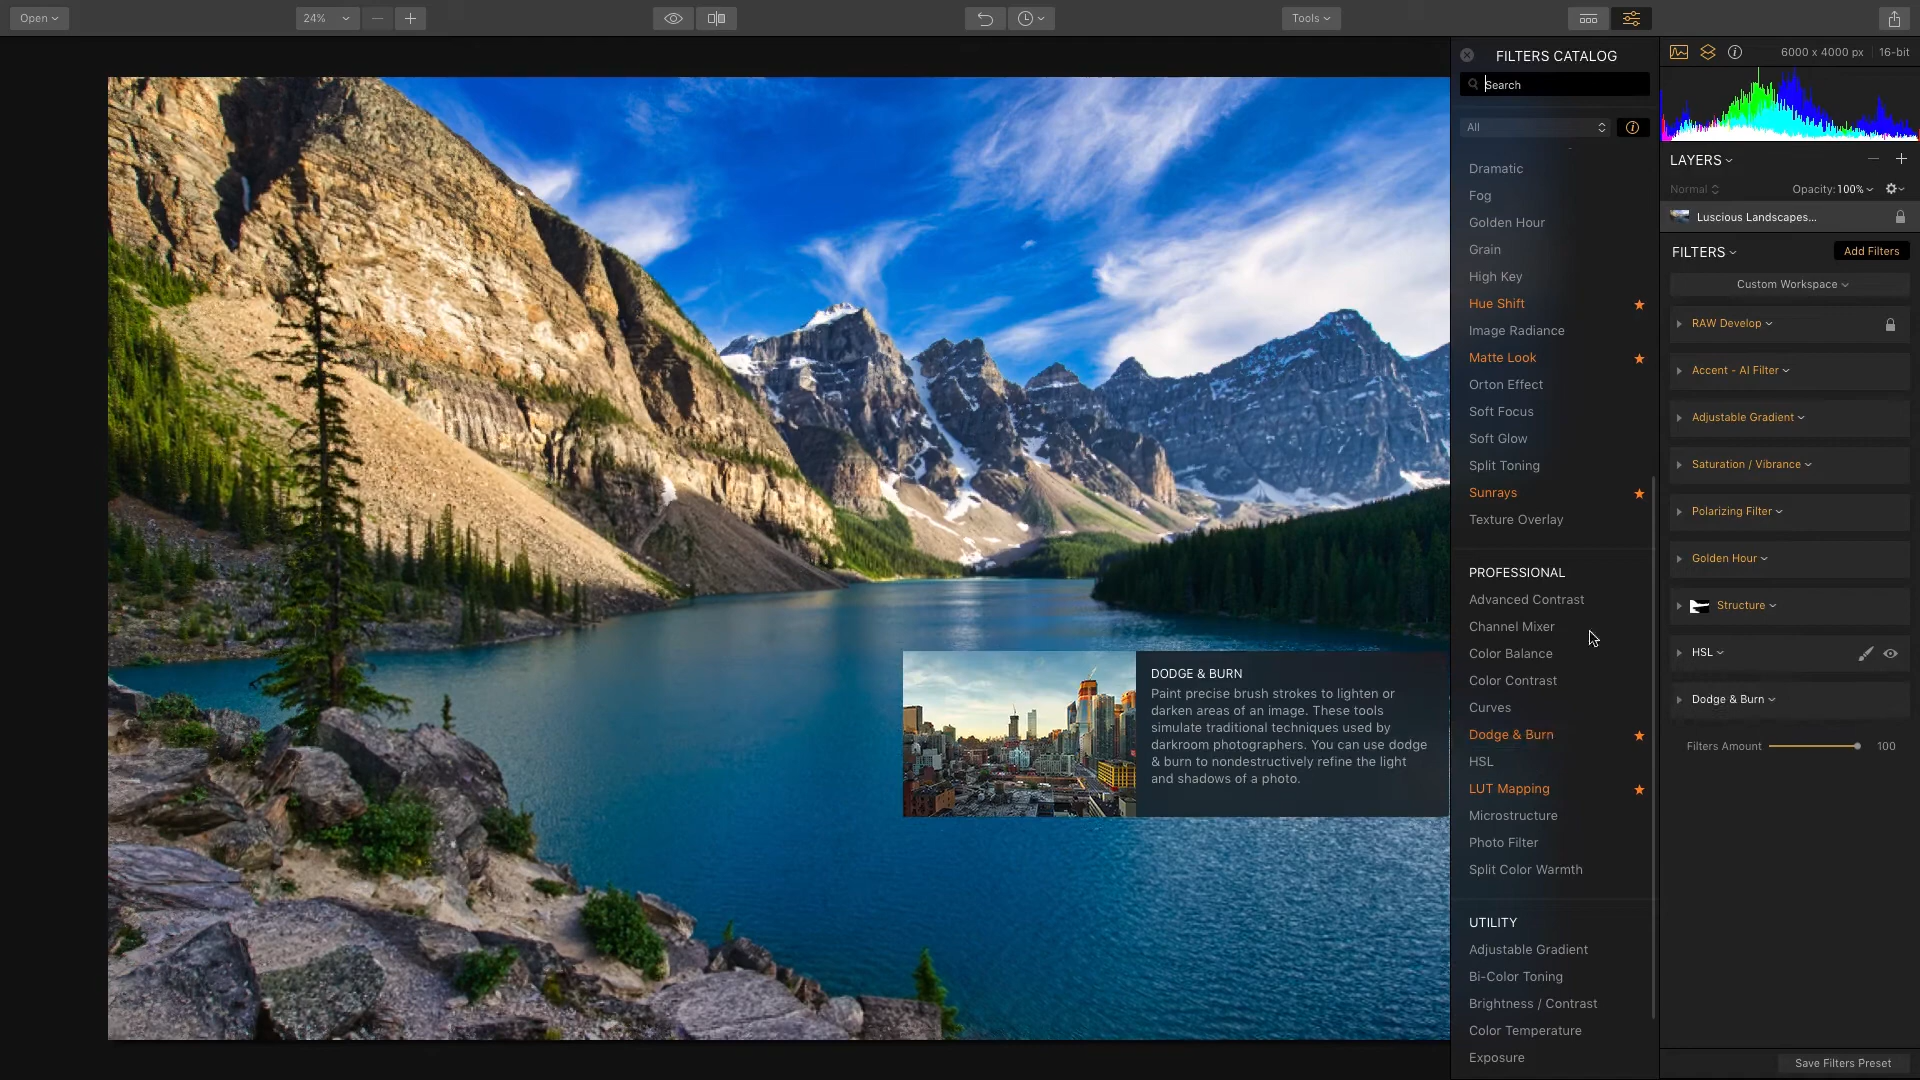 Open
24%
Tools
FILTERS CATALOG
Search
All
Dramatic
Fog
Golden Hour
Grain
High Key
Hue Shift
Image Radiance
Matte Look
Orton Effect
Soft Focus
Soft Glow
Split Toning
Sunrays
Texture Overlay
PROFESSIONAL
Advanced Contrast
Channel Mixer
Color Balance
Color Contrast
Curves
Dodge & Burn
HSL
LUT Mapping
Microstructure
Photo Filter
Split Color Warmth
UTILITY
Adjustable Gradient
Bi-Color Toning
Brightness / Contrast
Color Temperature
Exposure
DODGE & BURN
Paint precise brush strokes to lighten or
darken areas of an image. These tools
simulate traditional techniques used by
darkroom photographers. You can use dodge
& burn to nondestructively refine the light
and shadows of a photo.
6000 x 4000 px 16-bit
LAYERS
Normal Opacity: 100%
Luscious Landscapes...
FILTERS Add Filters
Custom Workspace
RAW Develop
Accent - AI Filter
Adjustable Gradient
Saturation / Vibrance
Polarizing Filter
Golden Hour
Structure
HSL
Dodge & Burn
Filters Amount 100
Save Filters Preset